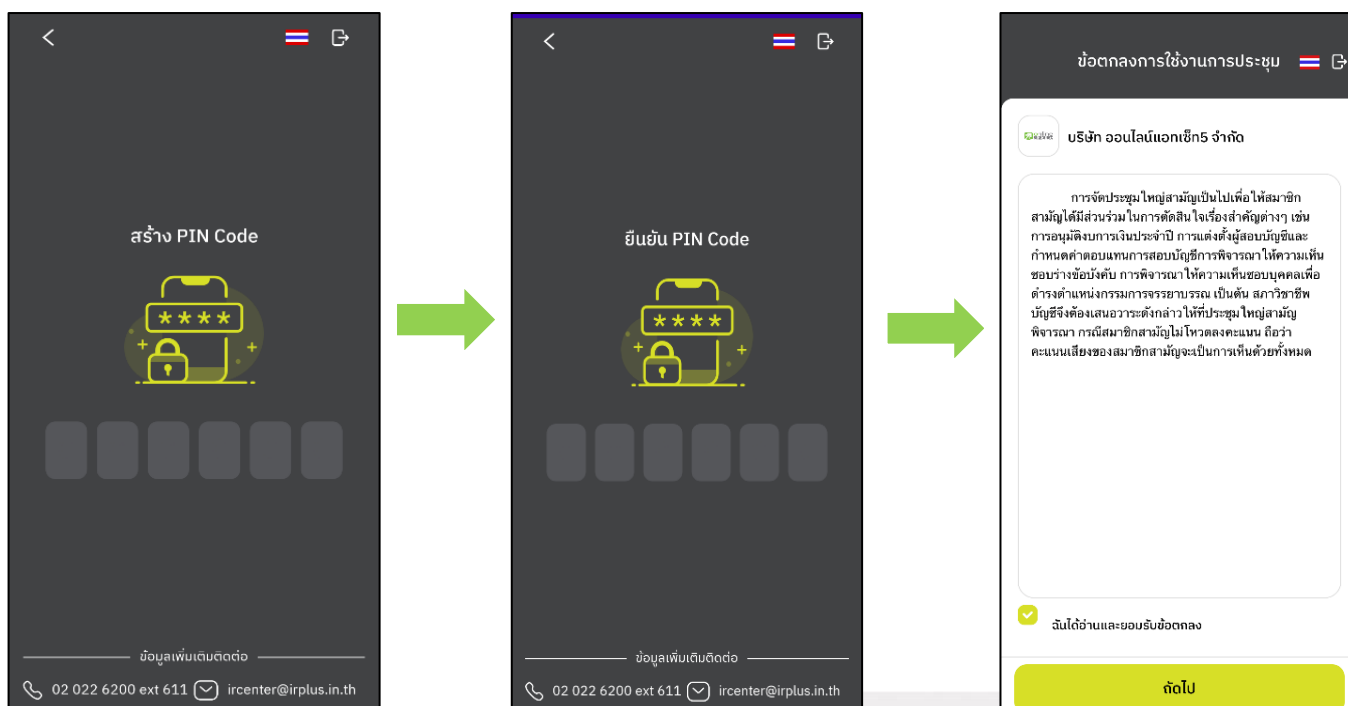 สร้าง PIN Code
****
ข้อมูลเพิ่มเติมติดต่อ
02 022 6200 ext 611 ircenter@irplus.in.th
ยืนยัน PIN Code
****
ข้อมูลเพิ่มเติมติดต่อ
02 022 6200 ext 611 ircenter@irplus.in.th
ข้อตกลงการใช้งานการประชุม
บริษัท ออนไลน์แอทเซ็ท5 จำกัด
การจัดประชุมใหญ่สามัญเป็นไปเพื่อให้สมาชิก
สามัญได้มีส่วนร่วมในการตัดสินใจเรื่องสำคัญต่างๆ เช่น
การอนุมัติงบการเงินประจำปี การแต่งตั้งผู้สอบบัญชีและ
กำหนดค่าตอบแทนการสอบบัญชีการพิจารณาให้ความเห็น
ชอบร่างข้อบังคับ การพิจารณาให้ความเห็นชอบบุคคลเพื่อ
ดำรงตำแหน่งกรรมการจรรยาบรรณ เป็นต้น สภาวิชาชีพ
บัญชีจึงต้องเสนอวาระดังกล่าวให้ที่ประชุมใหญ่สามัญ
พิจารณา กรณีสมาชิกสามัญไม่โหวตลงคะแนน ถือว่า
คะแนนเสียงของสมาชิกสามัญจะเป็นการเห็นด้วยทั้งหมด
ฉันได้อ่านและยอมรับข้อตกลง
ถัดไป